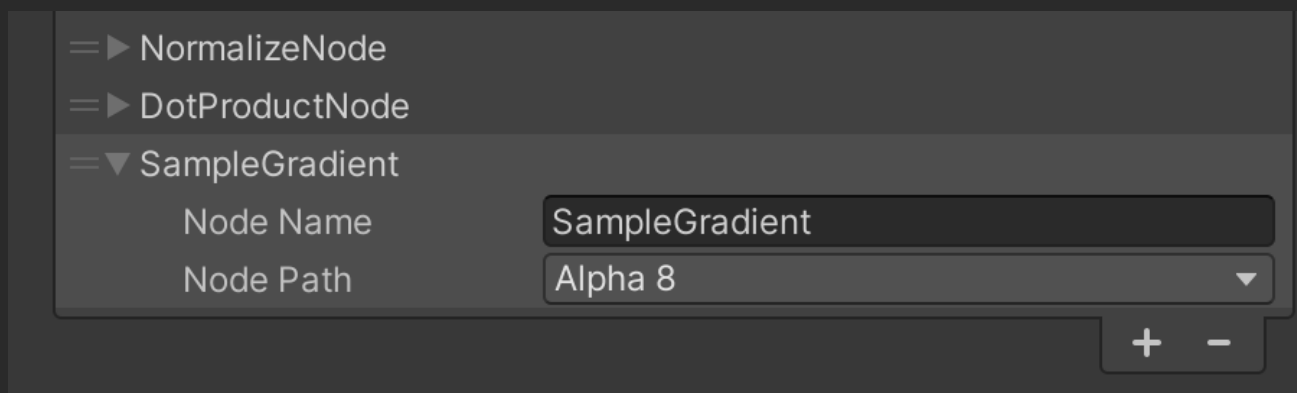 NormalizeNode
DotProductNode
SampleGradient
Node Name SampleGradient
Node Path Alpha 8
+ -